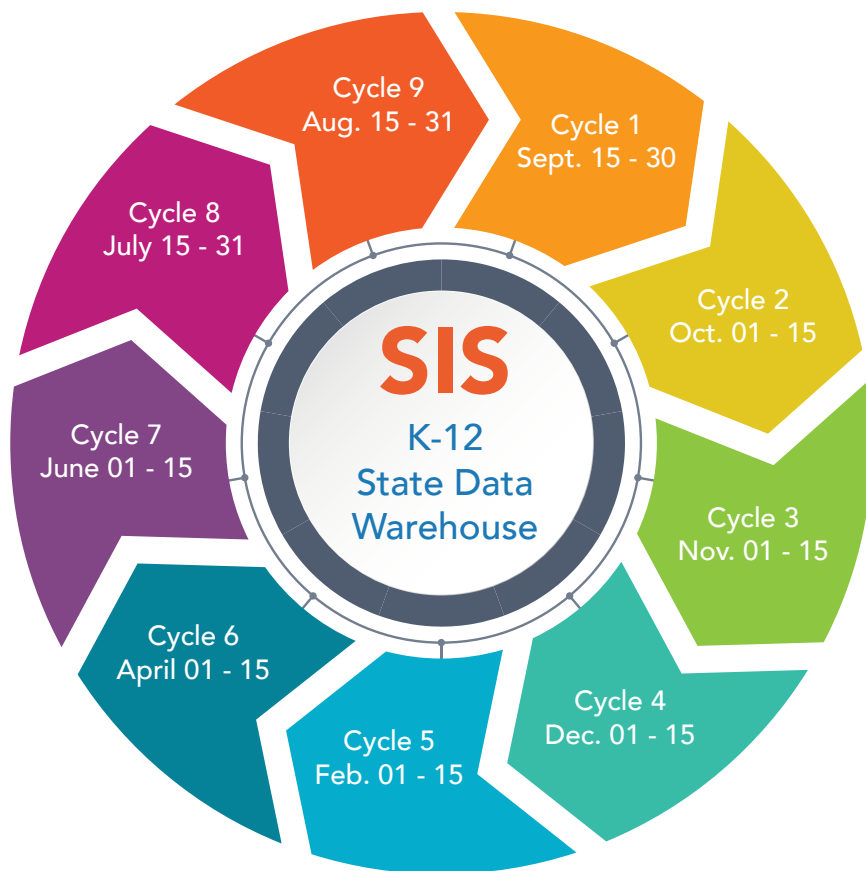 SIS
K-12
State Data
Warehouse
Cycle 1
Sept. 15 - 30
Cycle 2
Oct. 01 - 15
Cycle 3
Nov. 01 - 15
Cycle 4
Dec. 01 - 15
Cycle 5
Feb. 01 - 15
Cycle 6
April 01 - 15
Cycle 7
June 01 - 15
Cycle 8
July 15 - 31
Cycle 9
Aug. 15 - 31